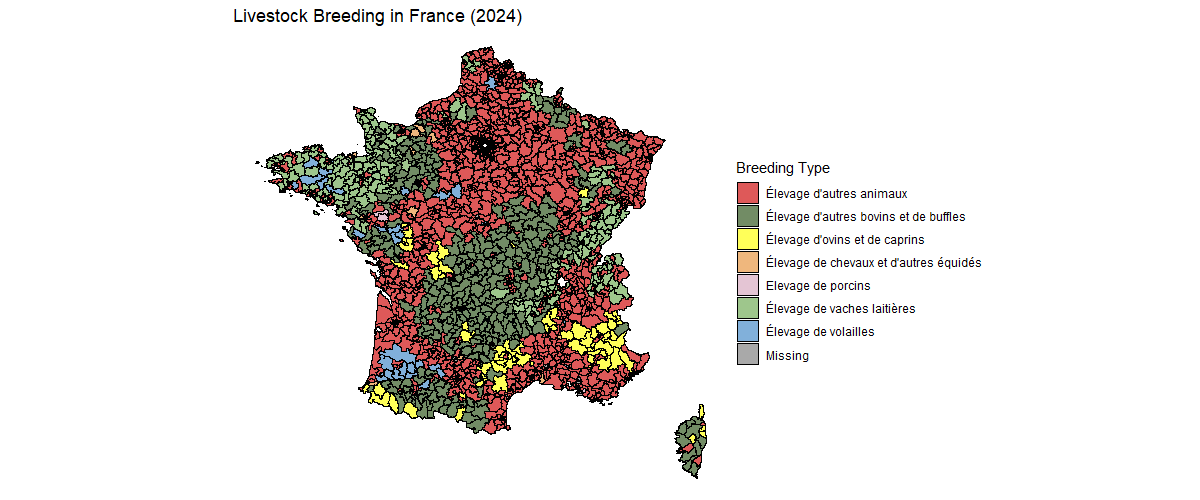 Livestock Breeding in France (2024)
Breeding Type
Élevage d'autres animaux
Élevage d'autres bovins et de buffles
Élevage d'ovins et de caprins
Élevage de chevaux et d'autres équidés
Elevage de porcins
Élevage de vaches laitières
Élevage de volailles
Missing